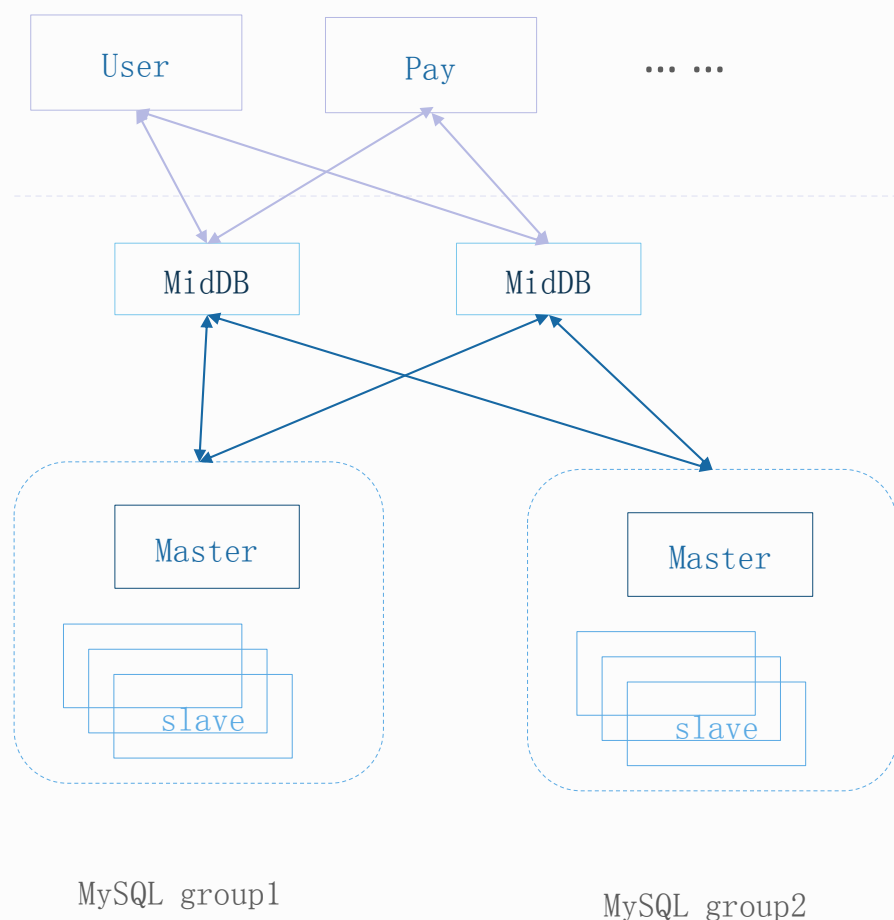 User
Pay
… …
MidDB
MidDB
Master
Master
slave
slave
MySQL group1
MySQL group2